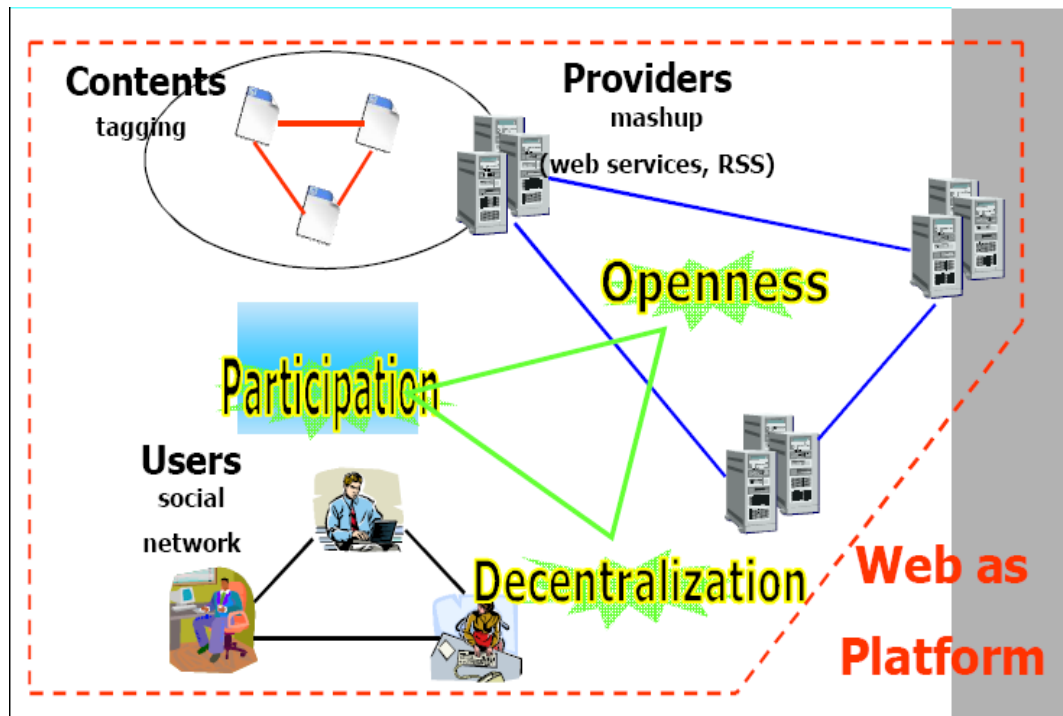 Contents
tagging
Providers
mashup
(web services, RSS)
Openness
Participation
Users
social
network
Decentralization
Web as
Platform